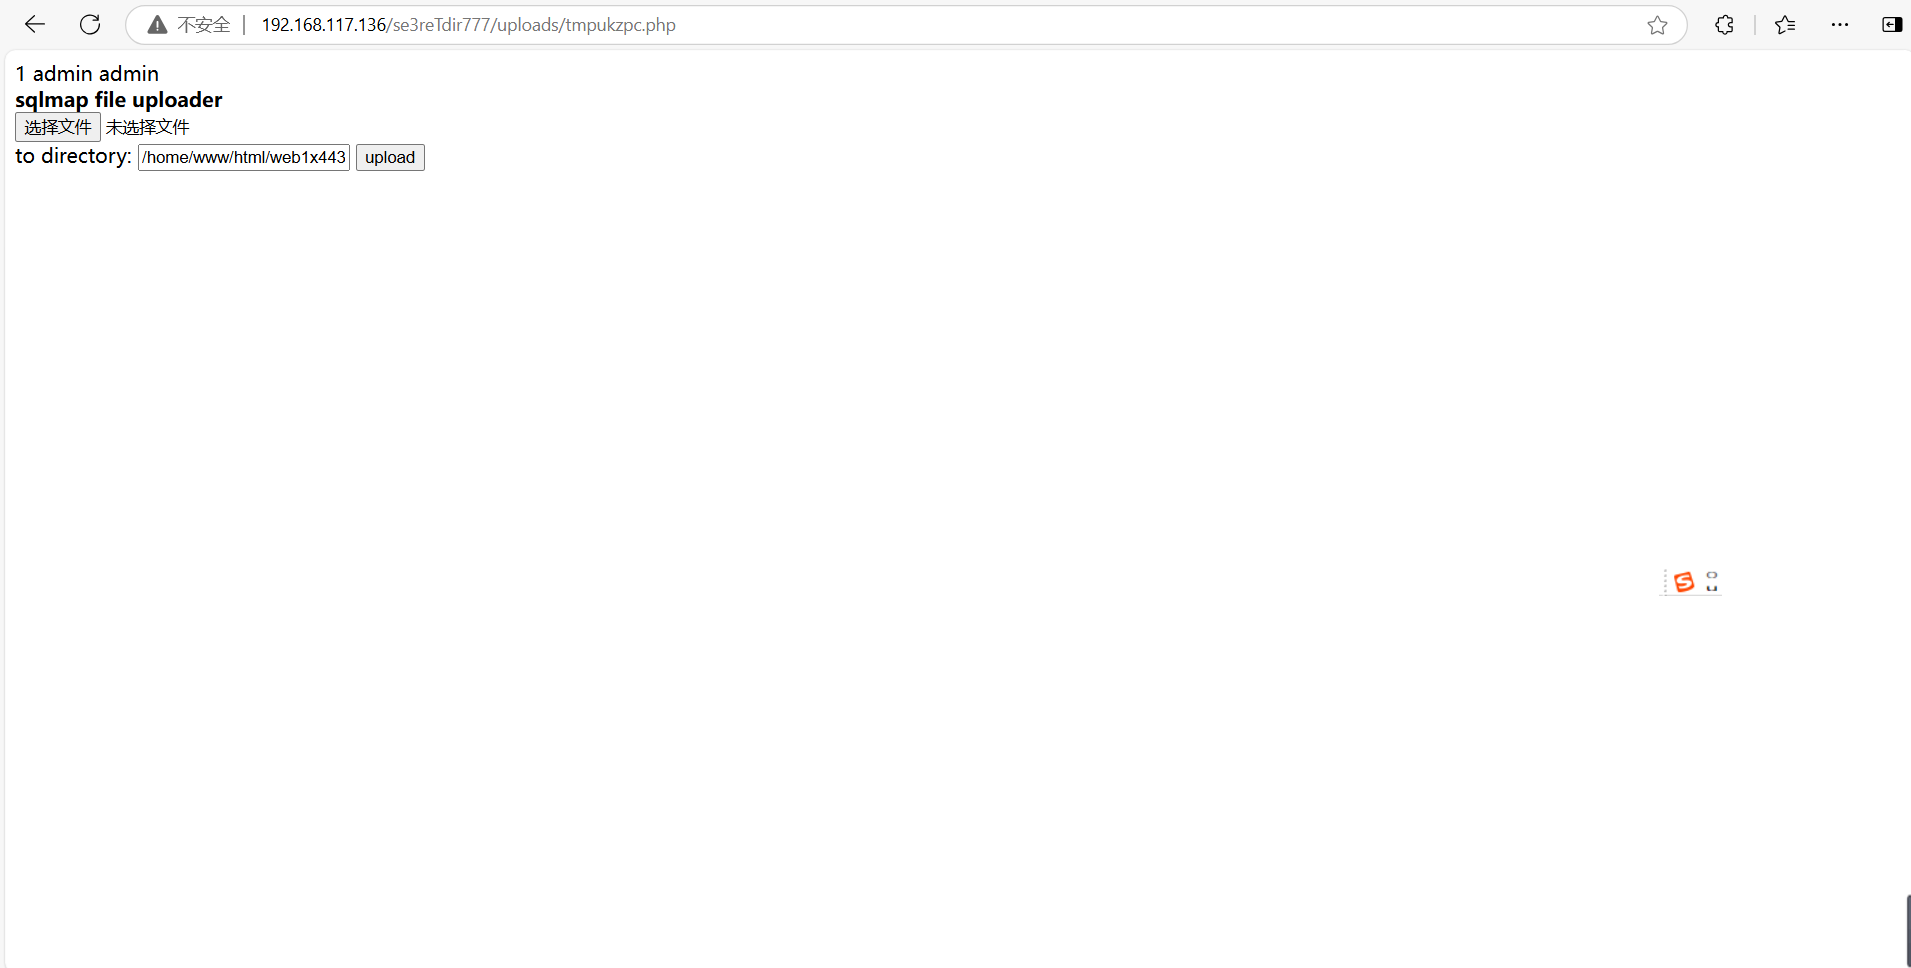 不安全 192.168.117.136/se3reTdir777/uploads/tmpukzpc.php
1 admin admin
sqlmap file uploader
选择文件 未选择文件
to directory: /home/www/html/web1x443 upload